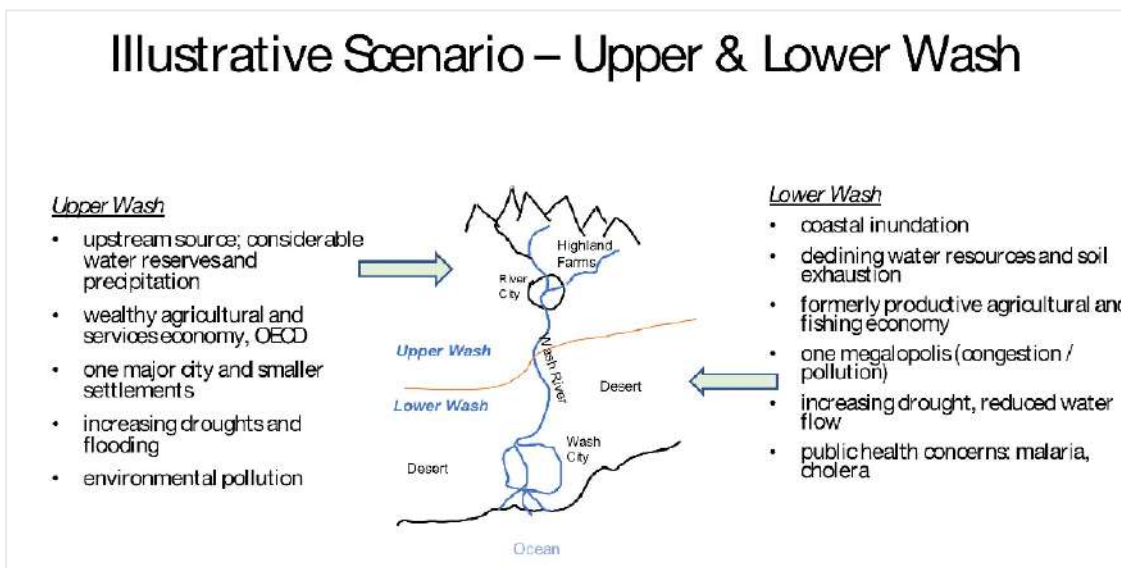 Illustrative Scenario – Upper & Lower Wash
Upper Wash
• upstream source; considerable
water reserves and
precipitation
• wealthy agricultural and
services economy, OECD
• one major city and smaller
settlements
• increasing droughts and
flooding
• environmental pollution
Highland
Farms
River
City
Upper Wash
Wash River
Lower Wash
Desert
Wash
City
Desert
Ocean
Lower Wash
• coastal inundation
• declining water resources and soil
exhaustion
• formerly productive agricultural and
fishing economy
• one megalopolis (congestion /
pollution)
• increasing drought, reduced water
flow
• public health concerns: malaria,
cholera